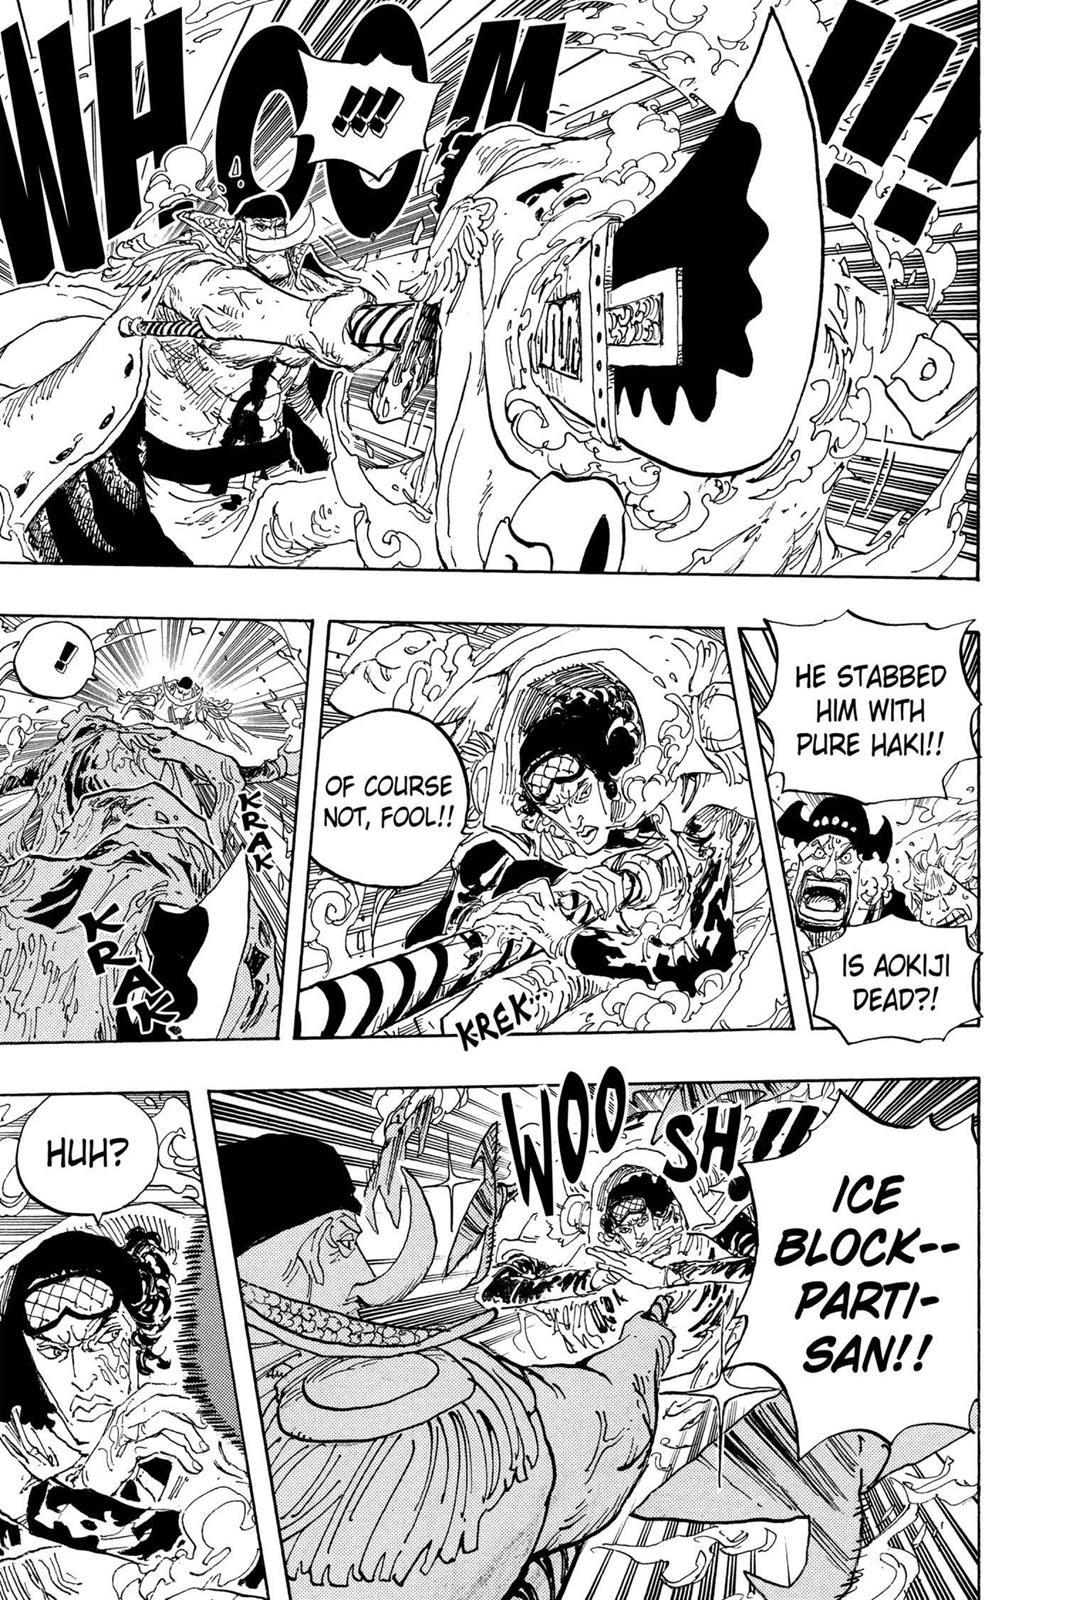 WHOOM!!!
!!!
HE STABBED
HIM WITH
PURE HAKI!!
IS AOKIJI
DEAD?!
OF COURSE
NOT, FOOL!!
KREK...
!
KRAK
KRAK!
ICE
BLOCK--
PARTI-
SAN!!
WOOSH!!
HUH?